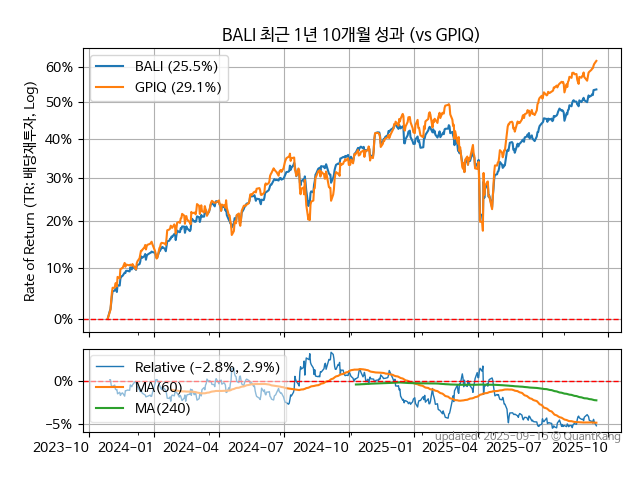 BALI 최근 1년 10개월 성과 (vs GPIQ)
Rate of Return (TR: 배당재투자, Log)
60%
50%
40%
30%
20%
10%
0%
BALI (25.5%)
GPIQ (29.1%)
0%
−5%
Relative (−2.8%, 2.9%)
MA(60)
MA(240)
updated: 2025-09-15 © QuantKang
2023-10 2024-01 2024-04 2024-07 2024-10 2025-01 2025-04 2025-07 2025-10